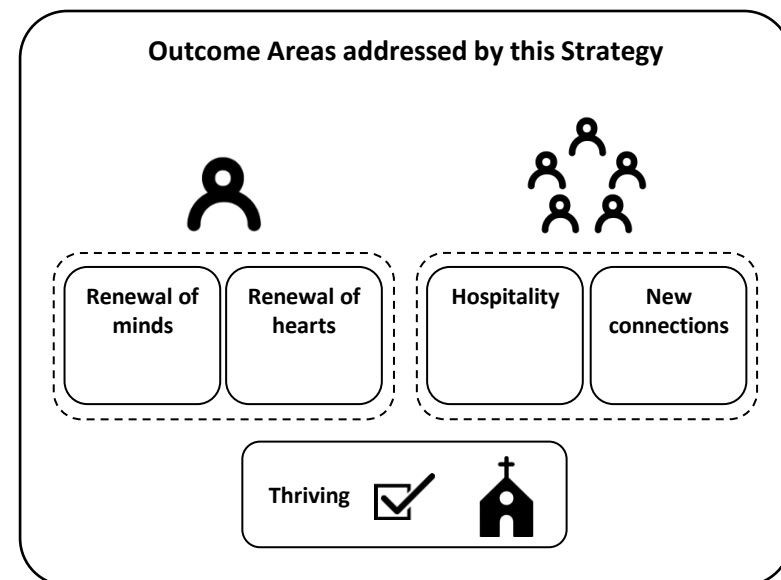 Outcome Areas addressed by this Strategy
Renewal of
minds
Renewal of
hearts
Hospitality
New
connections
Thriving